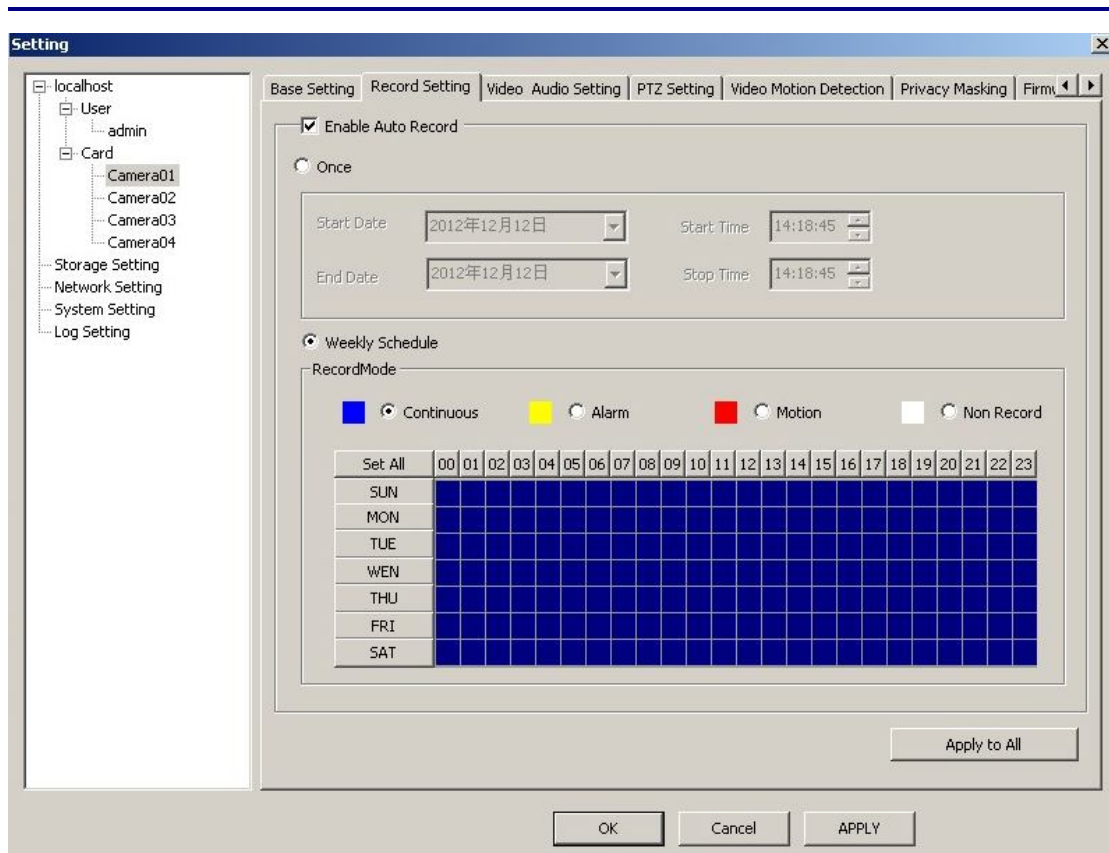 Setting
localhost
User
admin
Card
Camera01
Camera02
Camera03
Camera04
Storage Setting
Network Setting
System Setting
Log Setting
Base Setting Record Setting Video Audio Setting PTZ Setting Video Motion Detection Privacy Masking Firmw
Enable Auto Record
Once
Start Date 2012年12月12日 Start Time 14:18:45
End Date 2012年12月12日 Stop Time 14:18:45
Weekly Schedule
RecordMode
Continuous Alarm Motion Non Record
Set All 00 01 02 03 04 05 06 07 08 09 10 11 12 13 14 15 16 17 18 19 20 21 22 23
SUN
MON
TUE
WEN
THU
FRI
SAT
Apply to All
OK Cancel APPLY